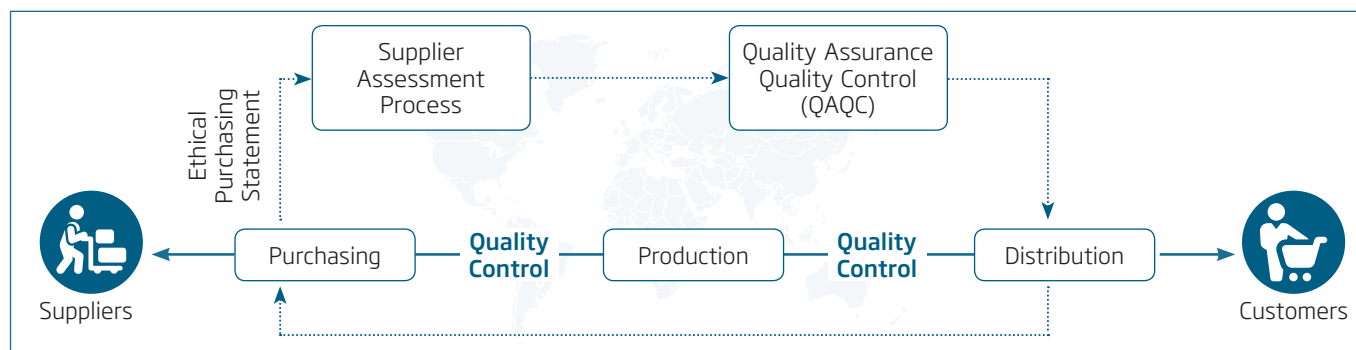 Supplier
Assessment
Process
Quality Assurance
Quality Control
(QAQC)
Ethical
Purchasing
Statement
Suppliers
Purchasing
Quality
Control
Production
Quality
Control
Distribution
Customers